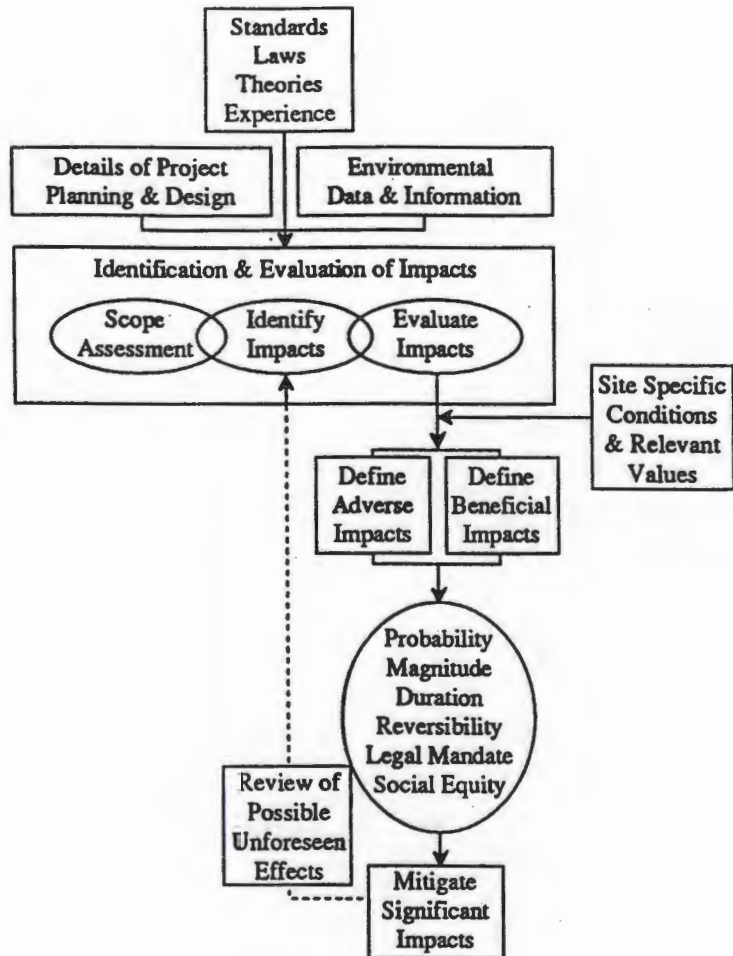 Standards
Laws
Theories
Experience
Details of Project
Planning & Design
Environmental
Data & Information
Identification & Evaluation of Impacts
Scope
Assessment
Identify
Impacts
Evaluate
Impacts
Site Specific
Conditions
& Relevant
Values
Define
Adverse
Impacts
Define
Beneficial
Impacts
Probability
Magnitude
Duration
Reversibility
Legal Mandate
Social Equity
Review of
Possible
Unforeseen
Effects
Mitigate
Significant
Impacts